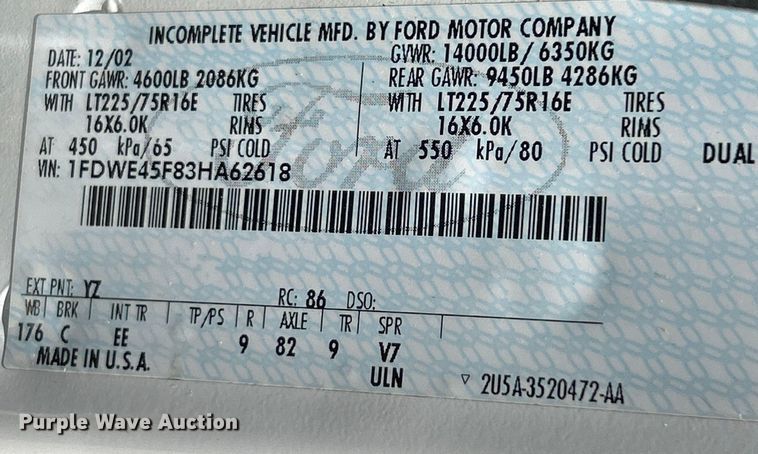 INCOMPLETE VEHICLE MFD. BY FORD MOTOR COMPANY
DATE: 12/02 GVWR: 14000LB/ 6350KG
FRONT GAWR: 4600LB 2086KG REAR GAWR: 9450LB 4286KG
WITH LT225/75R16E TIRES WITH LT225/75R16E TIRES
16X6.0K RIMS 16X6.0K RIMS
AT 450 kPa/65 PSI COLD AT 550 kPa/80 PSI COLD DUAL
VIN: 1FDWE45F83HA62618
Ford
EXT PNT: YZ RC: 86 DSO:
WB BRK INT TR TP/PS R AXLE TR SPR
176 C EE 9 82 9 V7
MADE IN U.S.A. ULN ▽ 2U5A-3520472-AA
Purple Wave Auction